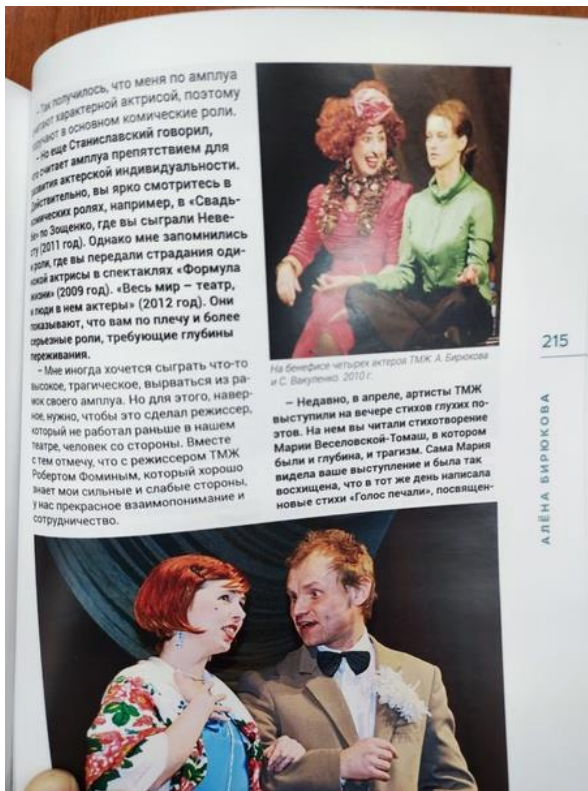 – Так получилось, что меня по амплуа
считают характерной актрисой, поэтому
получают в основном комические роли.
– Но еще Станиславский говорил,
что считает амплуа препятствием для
развития актерской индивидуальности.
Действительно, вы ярко смотритесь в
комических ролях, например, в «Свадь-
бе» по Зощенко, где вы сыграли Неве-
сту (2011 год). Однако мне запомнились
и роли, где вы передали страдания оди-
нокой актрисы в спектаклях «Формула
жизни» (2009 год). «Весь мир – театр,
и люди в нем актеры» (2012 год). Они
показывают, что вам по плечу и более
серьезные роли, требующие глубины
переживания.
– Мне иногда хочется сыграть что-то
высокое, трагическое, вырваться из ра-
мок своего амплуа. Но для этого, навер-
ное, нужно, чтобы это сделал режиссер,
который не работал раньше в нашем
театре, человек со стороны. Вместе
с тем отмечу, что с режиссером ТМЖ
Робертом Фоминым, который хорошо
знает мои сильные и слабые стороны,
у нас прекрасное взаимопонимание и
сотрудничество.
На бенефисе четырех актеров ТМЖ: А. Бирюкова
и С. Вакуленко. 2010 г.
– Недавно, в апреле, артисты ТМЖ
выступили на вечере стихов глухих по-
этов. На нем вы читали стихотворение
Марии Веселовской-Томаш, в котором
были и глубина, и трагизм. Сама Мария
видела ваше выступление и была так
восхищена, что в тот же день написала
новые стихи «Голос печали», посвящен-
215
АЛЁНА БИРЮКОВА